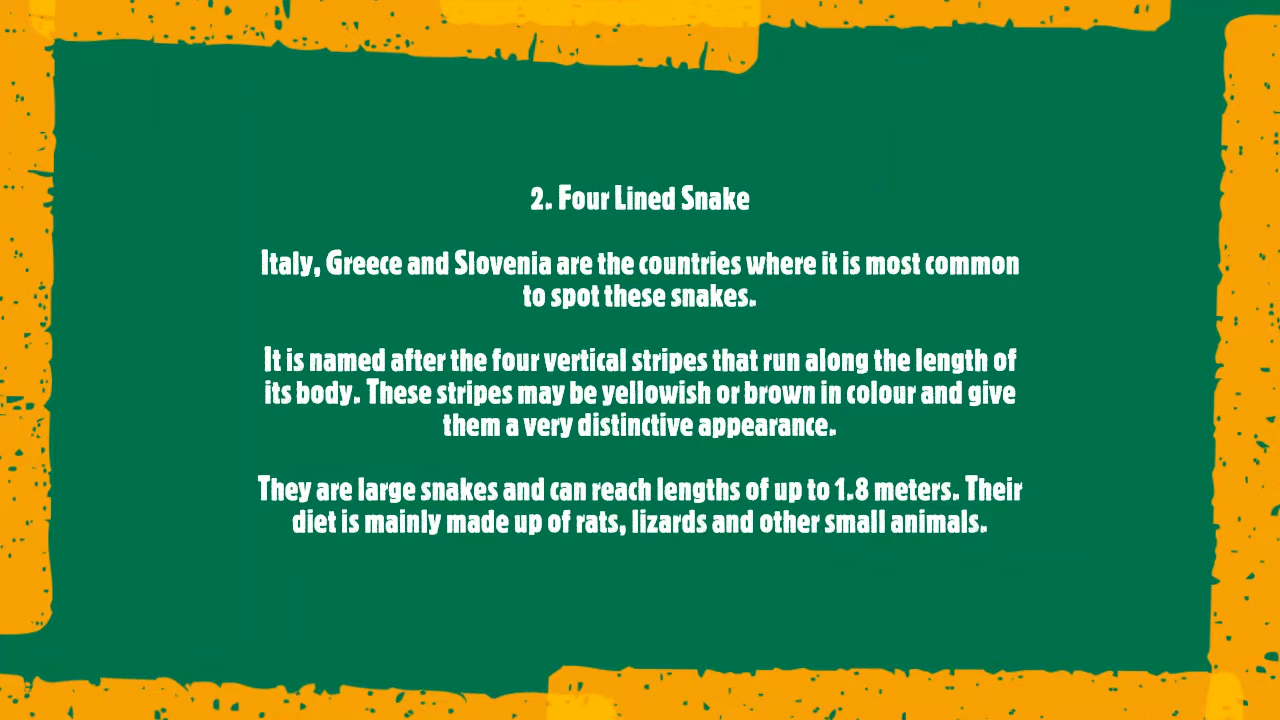 2. Four Lined Snake
Italy, Greece and Slovenia are the countries where it is most common
to spot these snakes.
It is named after the four vertical stripes that run along the length of
its body. These stripes may be yellowish or brown in colour and give
them a very distinctive appearance.
They are large snakes and can reach lengths of up to 1.8 meters. Their
diet is mainly made up of rats, lizards and other small animals.